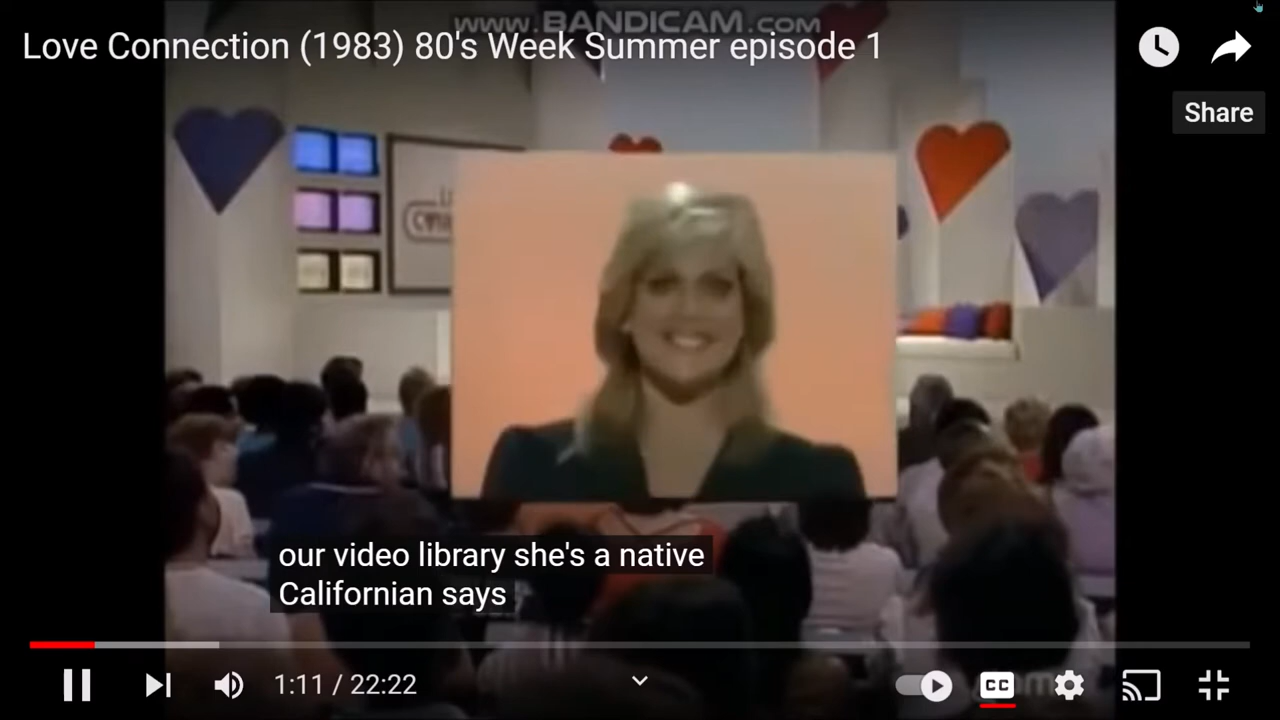 www.BANDICAM.COM
Love Connection (1983) 80's Week Summer episode 1
Share
our video library she's a native
Californian says
1:11 / 22:22
CC